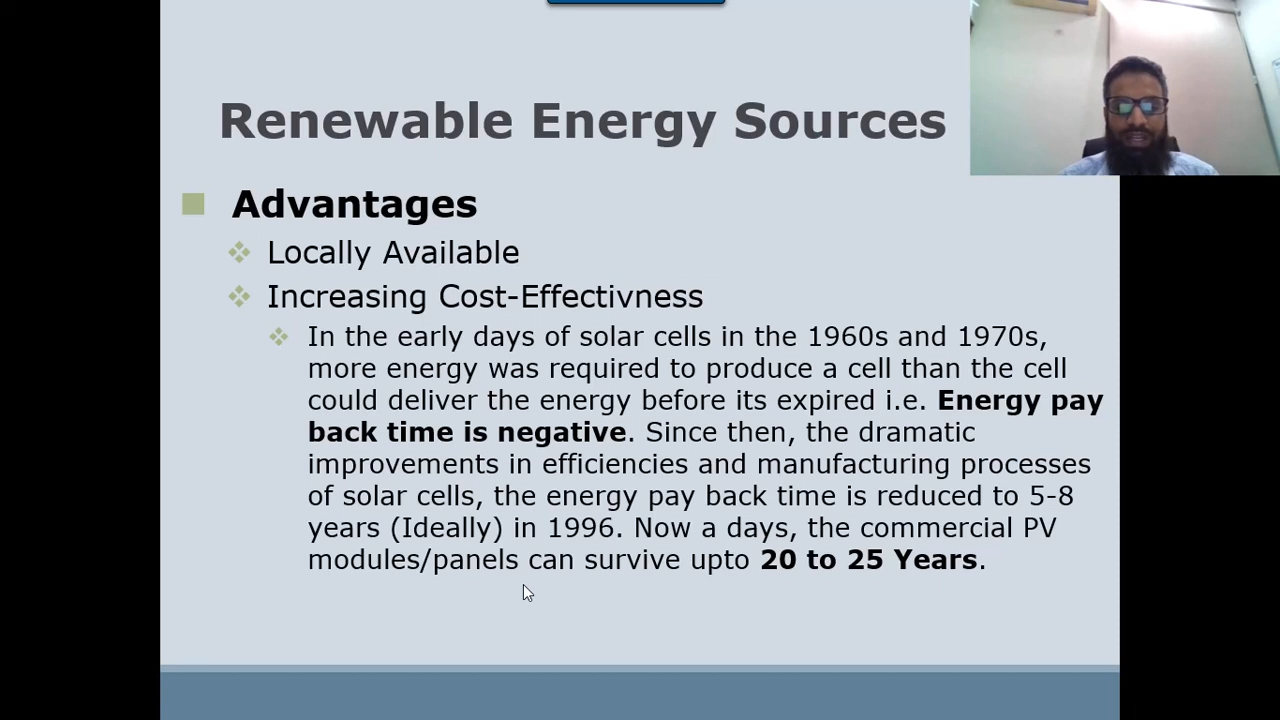 Renewable Energy Sources
Advantages
Locally Available
Increasing Cost-Effectivness
In the early days of solar cells in the 1960s and 1970s,
more energy was required to produce a cell than the cell
could deliver the energy before its expired i.e. Energy pay
back time is negative. Since then, the dramatic
improvements in efficiencies and manufacturing processes
of solar cells, the energy pay back time is reduced to 5-8
years (Ideally) in 1996. Now a days, the commercial PV
modules/panels can survive upto 20 to 25 Years.